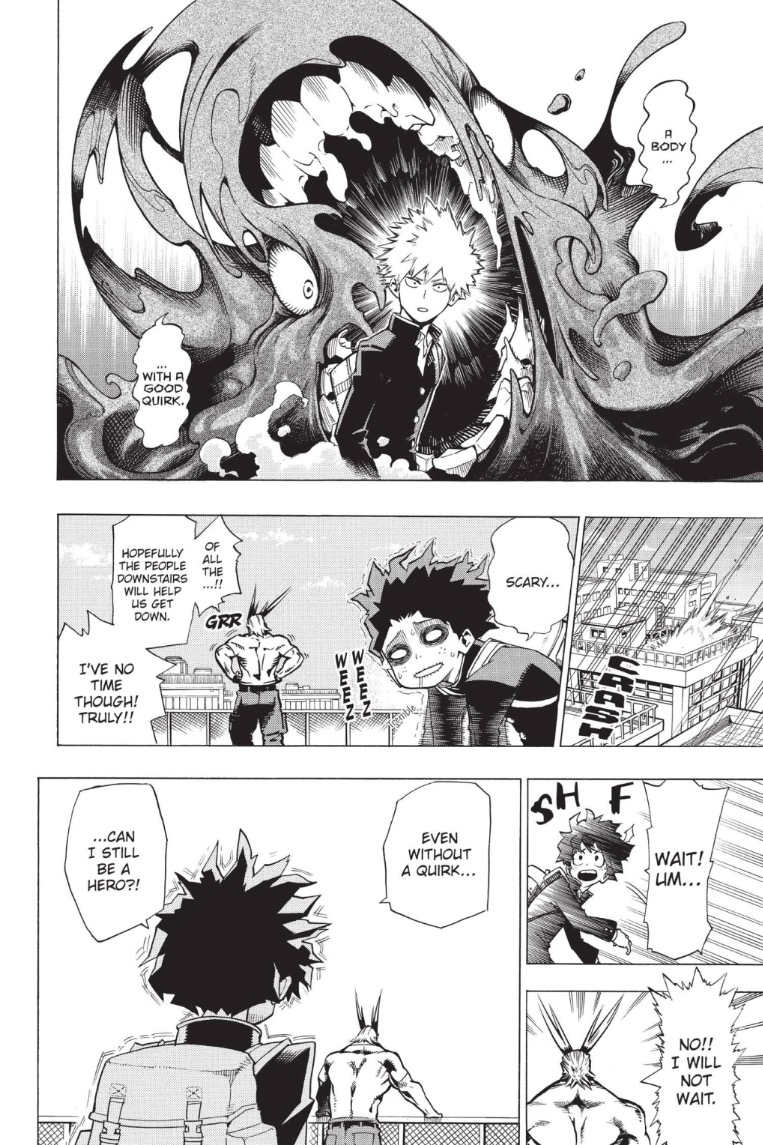 A
BODY
...
...
WITH A
GOOD
QUIRK.
CRASH
SCARY...
WEEZ
WEEZ
tremble
GRR
OF
ALL
THE
...!!
HOPEFULLY
THE PEOPLE
DOWNSTAIRS
WILL HELP
US GET
DOWN.
I'VE NO
TIME
THOUGH!
TRULY!!
WAIT!
UM...
SHF
NO!!
I WILL
NOT
WAIT.
EVEN
WITHOUT
A QUIRK...
...CAN
I STILL
BE A
HERO?!